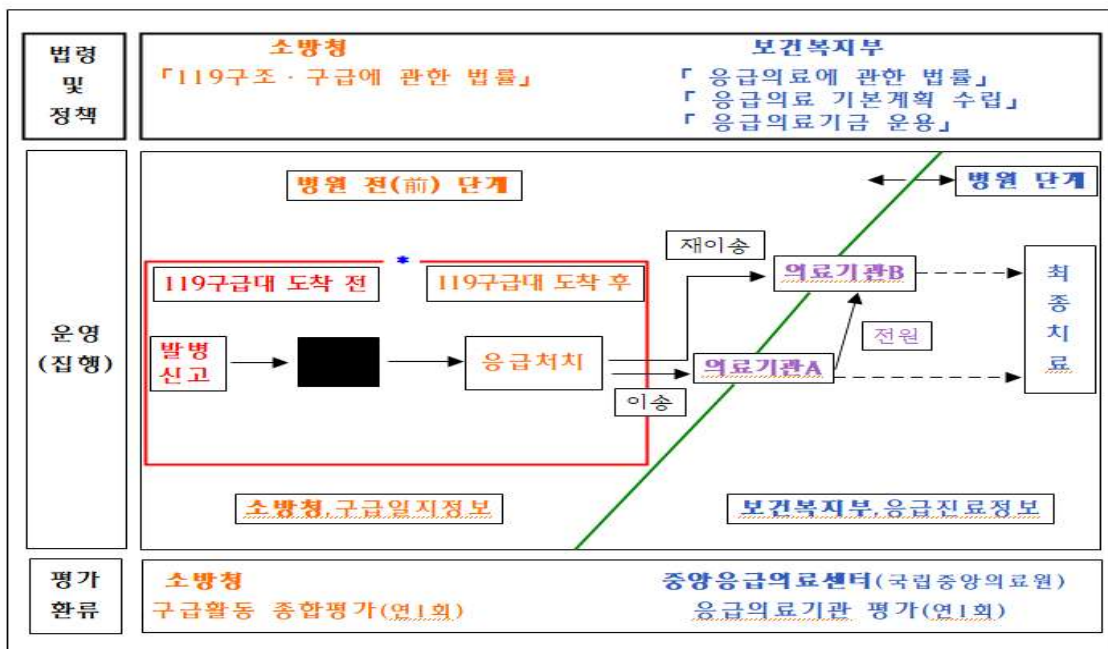 법령
및
정책
소방청
「119구조·구급에 관한 법률」
보건복지부
「 응급의료에 관한 법률」
「 응급의료 기본계획 수립」
「 응급의료기금 운용」
운영
(집행)
병원 전(前) 단계
병원 단계
*
119구급대 도착 전
119구급대 도착 후
재이송
의료기관B
최
종
치
료
발병
신고
응급처치
이송
의료기관A
전원
소방청,구급일지정보
보건복지부,응급진료정보
평가
환류
소방청
구급활동 종합평가(연1회)
중앙응급의료센터(국립중앙의료원)
응급의료기관 평가(연1회)